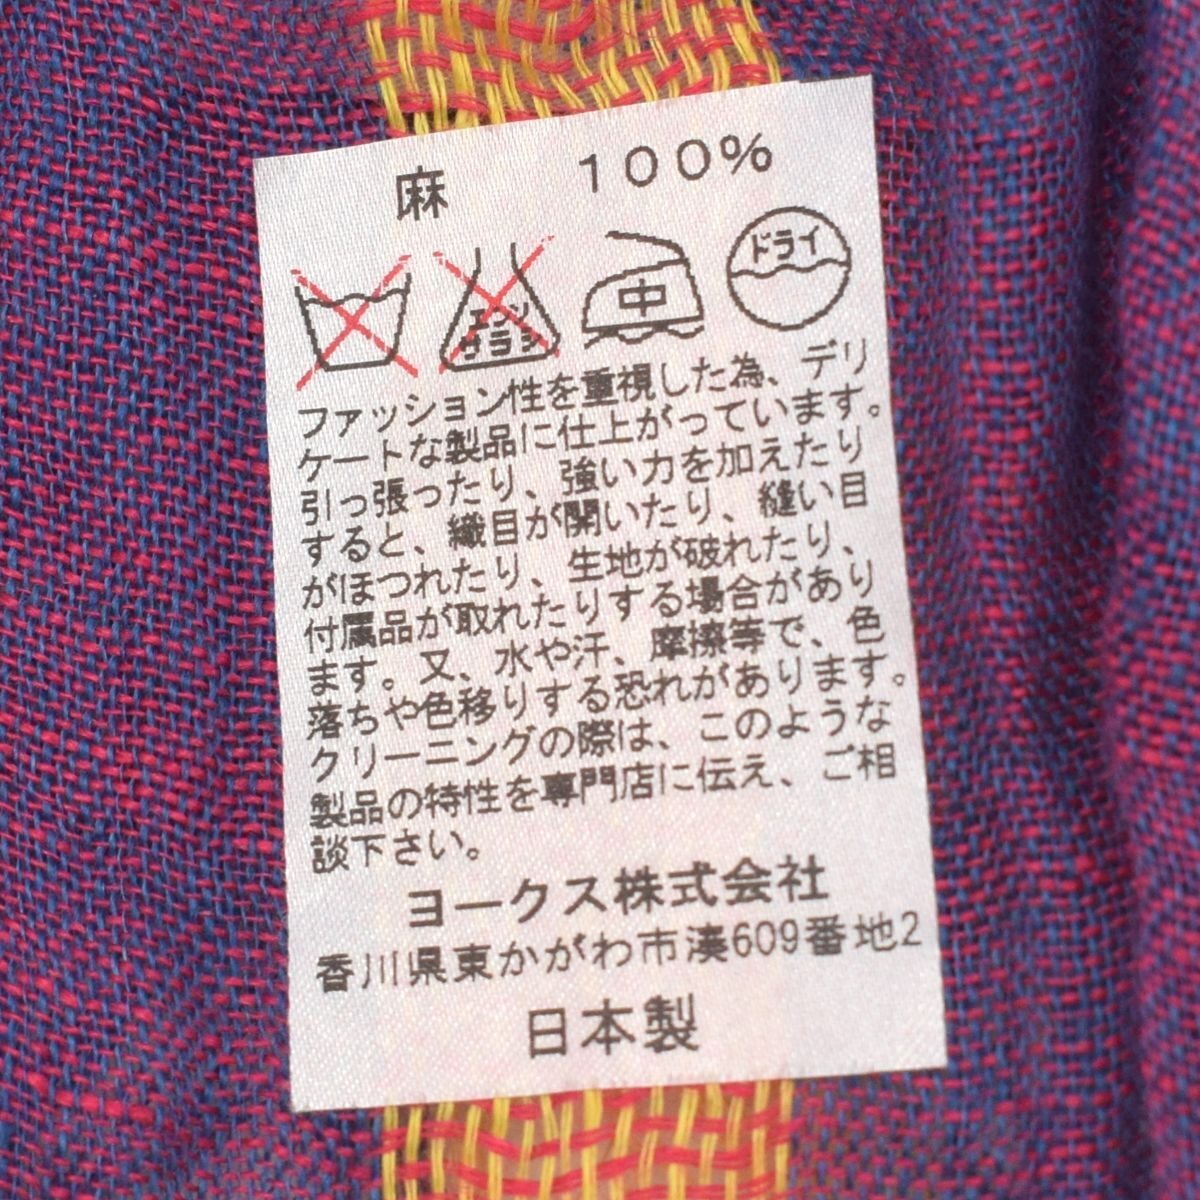 麻 100%
エンソサラシ
中
ドライ
ファッション性を重視した為、デリ
ケートな製品に仕上がっています。
引っ張ったり、強い力を加えたり
すると、織目が開いたり、縫い目
がほつれたり、生地が破れたり、
付属品が取れたりする場合があり
ます。又、水や汗、摩擦等で、色
落ちや色移りする恐れがあります。
クリーニングの際は、このような
製品の特性を専門店に伝え、ご相
談下さい。
ヨークス株式会社
香川県東かがわ市湊609番地2
日本製